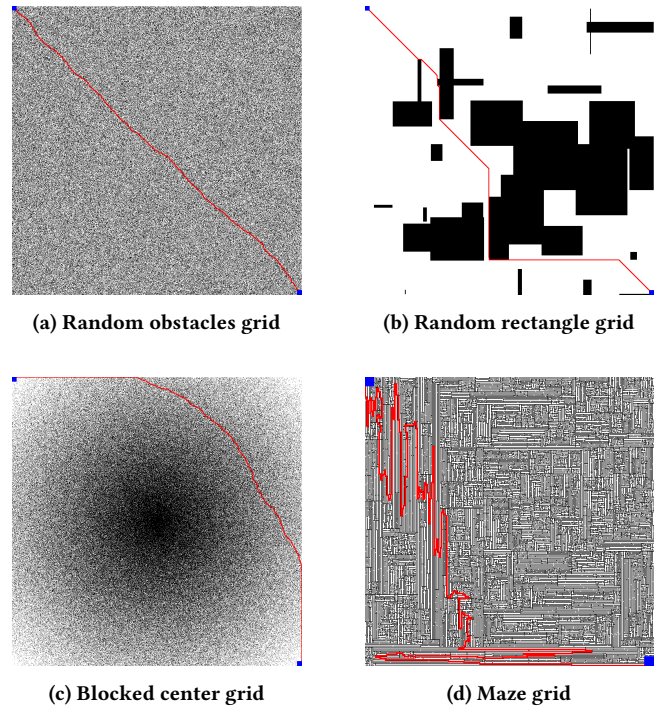 (a) Random obstacles grid
(b) Random rectangle grid
(c) Blocked center grid
(d) Maze grid